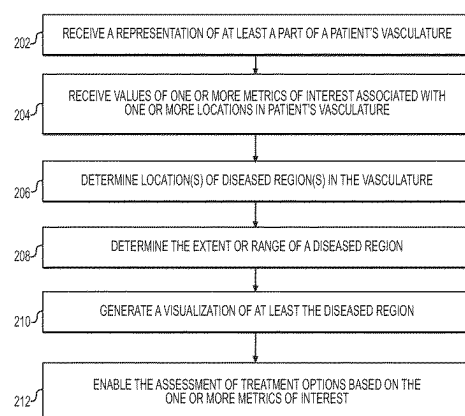 202 RECEIVE A REPRESENTATION OF AT LEAST A PART OF A PATIENT'S VASCULATURE
204 RECEIVE VALUES OF ONE OR MORE METRICS OF INTEREST ASSOCIATED WITH
ONE OR MORE LOCATIONS IN PATIENT'S VASCULATURE
206 DETERMINE LOCATION(S) OF DISEASED REGION(S) IN THE VASCULATURE
208 DETERMINE THE EXTENT OR RANGE OF A DISEASED REGION
210 GENERATE A VISUALIZATION OF AT LEAST THE DISEASED REGION
212 ENABLE THE ASSESSMENT OF TREATMENT OPTIONS BASED ON THE
ONE OR MORE METRICS OF INTEREST